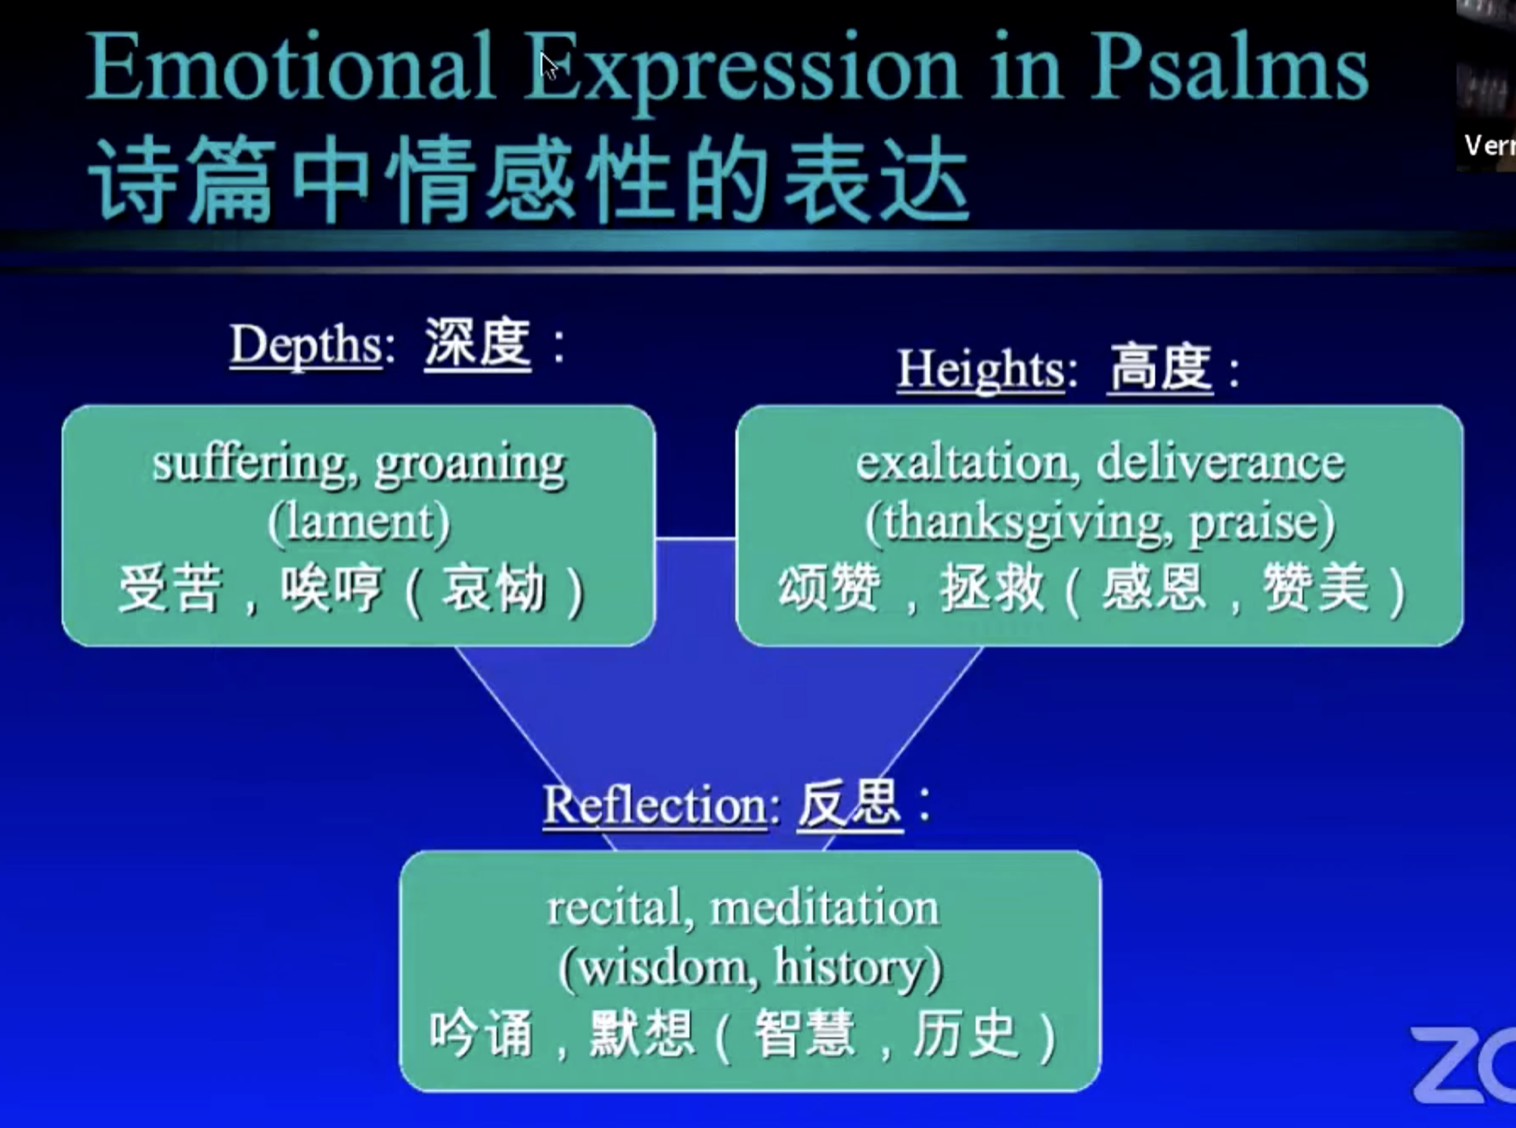 Emotional Expression in Psalms
诗篇中情感性的表达
Depths: 深度：
suffering, groaning
(lament)
受苦，唉哼（哀恸）
Heights: 高度：
exaltation, deliverance
(thanksgiving, praise)
颂赞，拯救（感恩，赞美）
Reflection: 反思：
recital, meditation
(wisdom, history)
吟诵，默想（智慧，历史）